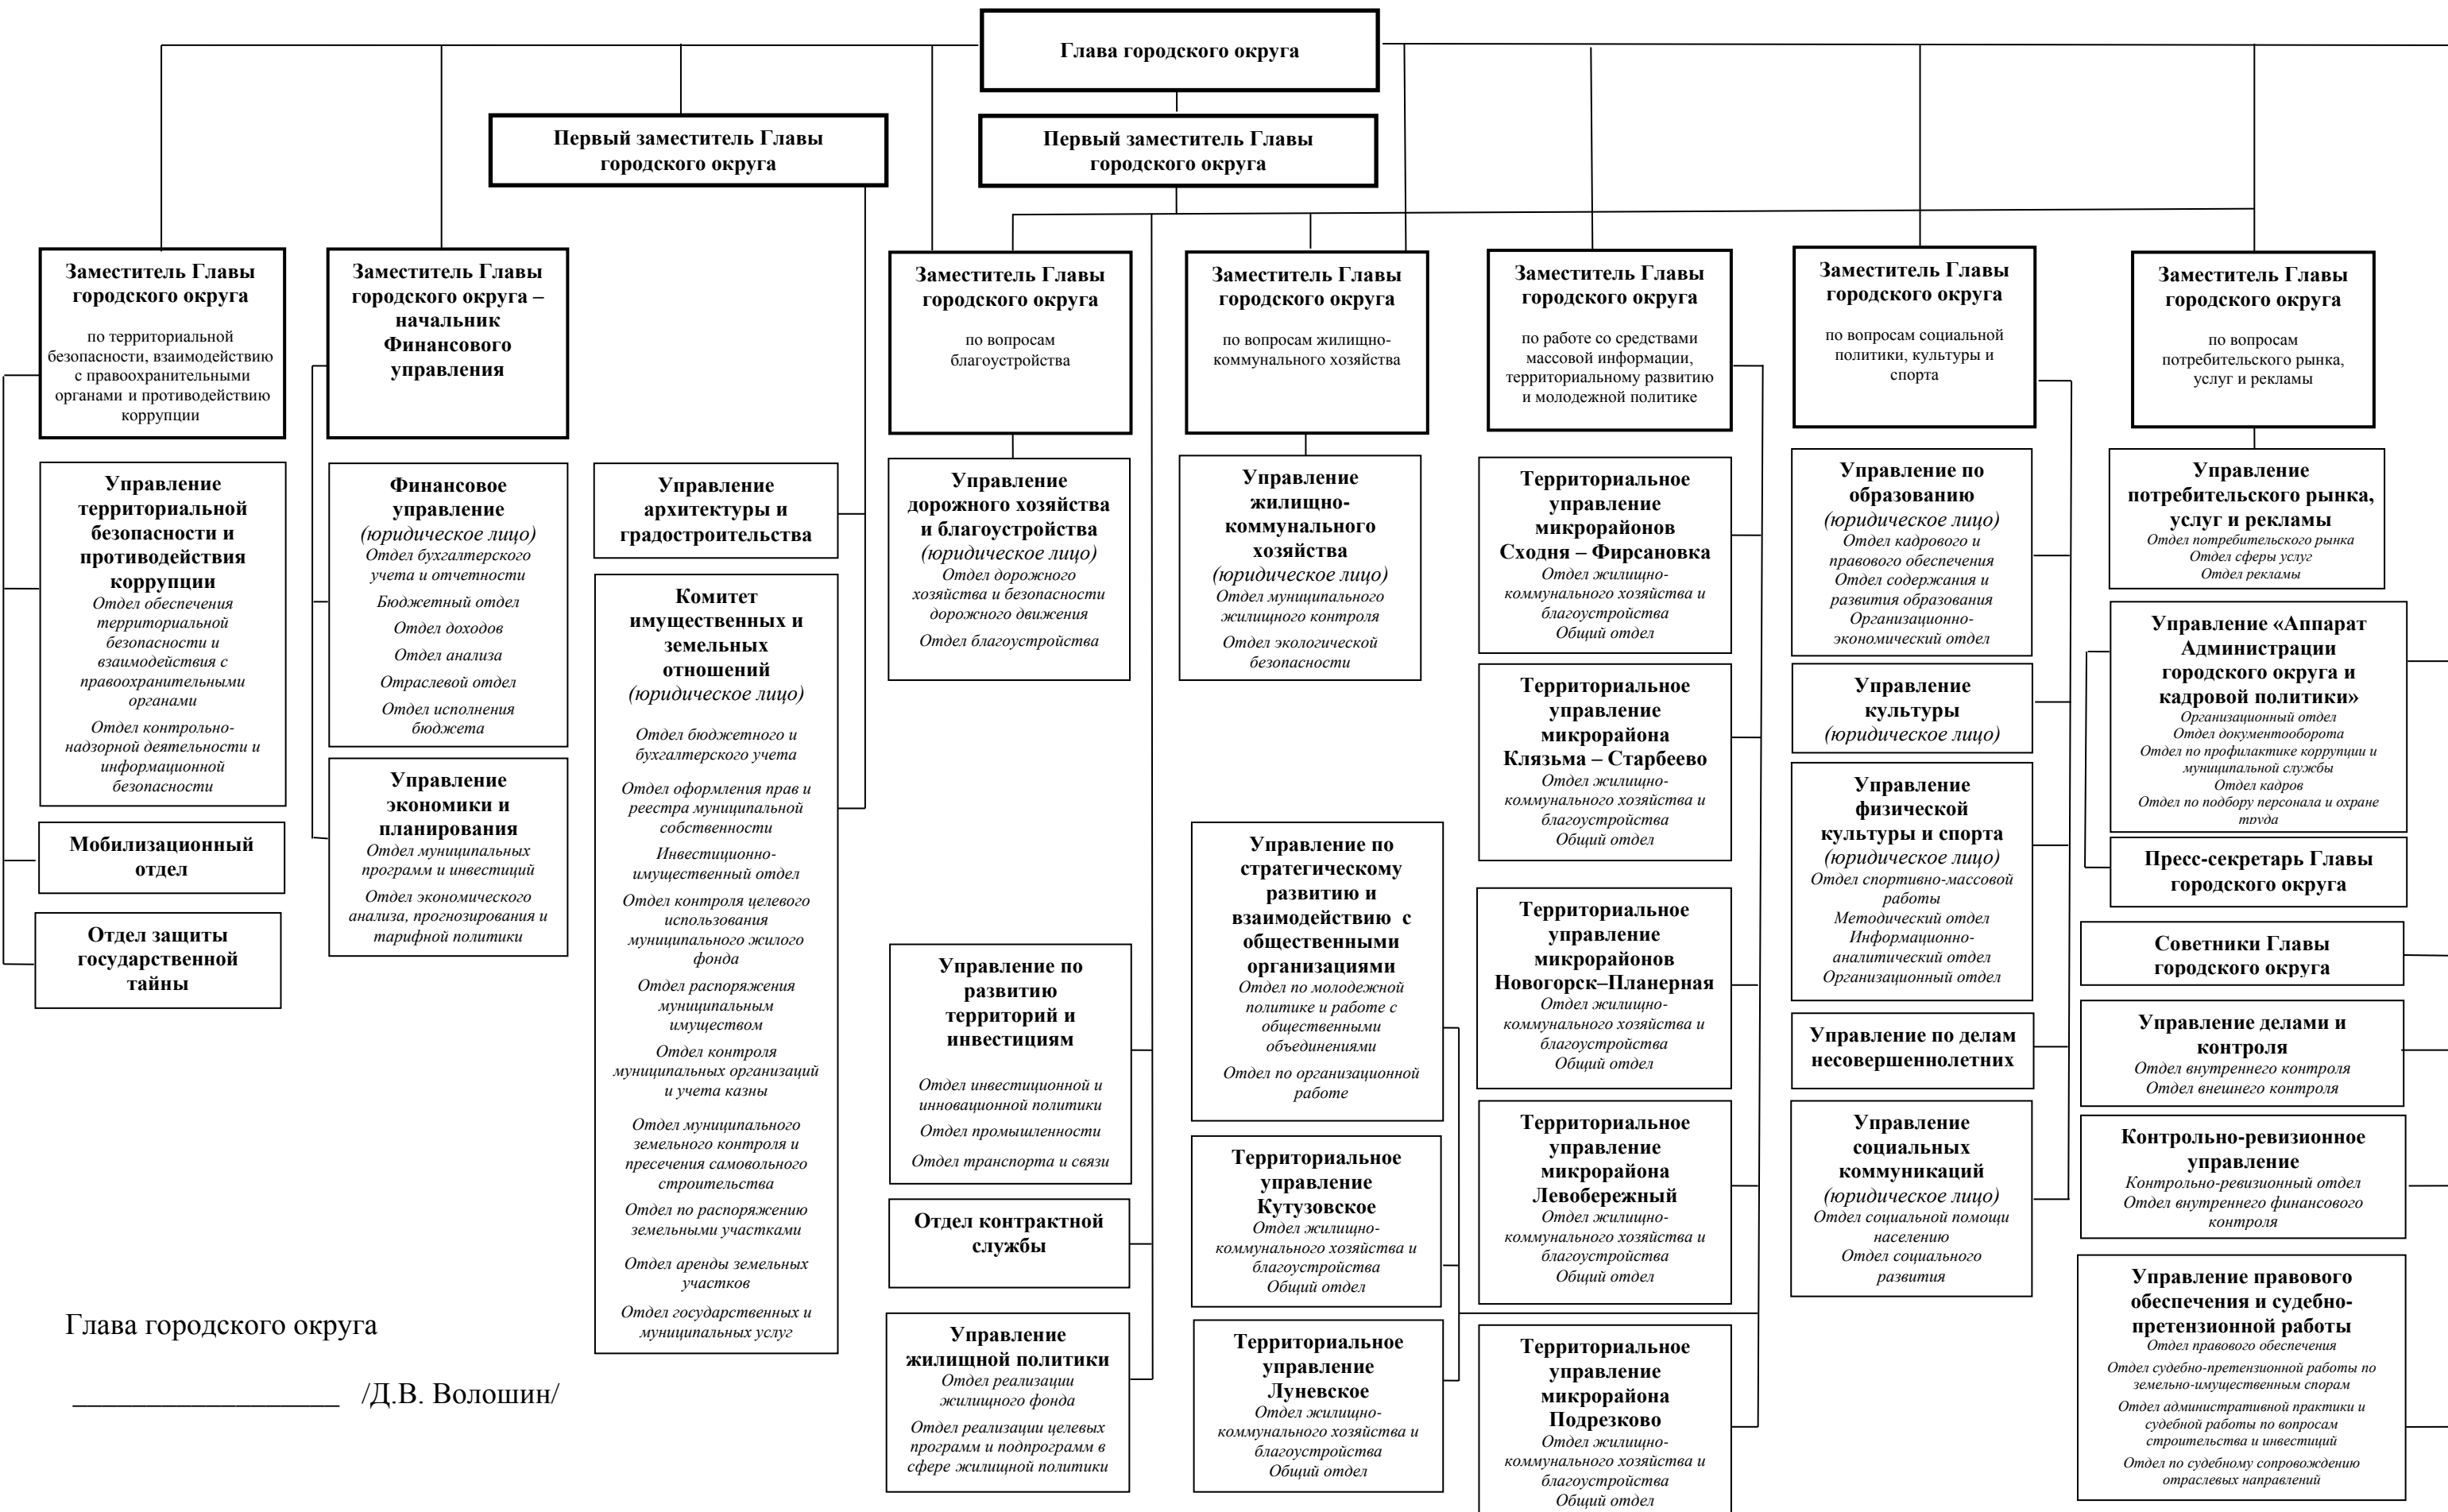 Глава городского округа
Первый заместитель Главы
городского округа
Первый заместитель Главы
городского округа
Заместитель Главы
городского округа
по территориальной
безопасности, взаимодействию
с правоохранительными
органами и противодействию
коррупции
Заместитель Главы
городского округа –
начальник
Финансового
управления
Заместитель Главы
городского округа
по вопросам
благоустройства
Заместитель Главы
городского округа
по вопросам жилищно-
коммунального хозяйства
Заместитель Главы
городского округа
по работе со средствами
массовой информации,
территориальному развитию
и молодежной политике
Заместитель Главы
городского округа
по вопросам социальной
политики, культуры и
спорта
Заместитель Главы
городского округа
по вопросам
потребительского рынка,
услуг и рекламы
Управление
территориальной
безопасности и
противодействия
коррупции
Отдел обеспечения
территориальной
безопасности и
взаимодействия с
правоохранительными
органами
Отдел контрольно-
надзорной деятельности и
информационной
безопасности
Мобилизационный
отдел
Отдел защиты
государственной
тайны
Финансовое
управление
(юридическое лицо)
Отдел бухгалтерского
учета и отчетности
Бюджетный отдел
Отдел доходов
Отдел анализа
Отраслевой отдел
Отдел исполнения
бюджета
Управление
экономики и
планирования
Отдел муниципальных
программ и инвестиций
Отдел экономического
анализа, прогнозирования и
тарифной политики
Управление
архитектуры и
градостроительства
Комитет
имущественных и
земельных
отношений
(юридическое лицо)
Отдел бюджетного и
бухгалтерского учета
Отдел оформления прав и
реестра муниципальной
собственности
Инвестиционно-
имущественный отдел
Отдел контроля целевого
использования
муниципального жилого
фонда
Отдел распоряжения
муниципальным
имуществом
Отдел контроля
муниципальных организаций
и учета казны
Отдел муниципального
земельного контроля и
пресечения самовольного
строительства
Отдел по распоряжению
земельными участками
Отдел аренды земельных
участков
Отдел государственных и
муниципальных услуг
Управление
дорожного хозяйства
и благоустройства
(юридическое лицо)
Отдел дорожного
хозяйства и безопасности
дорожного движения
Отдел благоустройства
Управление по
развитию
территорий и
инвестициям
Отдел инвестиционной и
инновационной политики
Отдел промышленности
Отдел транспорта и связи
Отдел контрактной
службы
Управление
жилищной политики
Отдел реализации
жилищного фонда
Отдел реализации целевых
программ и подпрограмм в
сфере жилищной политики
Управление
жилищно-
коммунального
хозяйства
(юридическое лицо)
Отдел муниципального
жилищного контроля
Отдел экологической
безопасности
Управление по
стратегическому
развитию и
взаимодействию с
общественными
организациями
Отдел по молодежной
политике и работе с
общественными
объединениями
Отдел по организационной
работе
Территориальное
управление
Кутузовское
Отдел жилищно-
коммунального хозяйства и
благоустройства
Общий отдел
Территориальное
управление
Луневское
Отдел жилищно-
коммунального хозяйства и
благоустройства
Общий отдел
Территориальное
управление
микрорайонов
Сходня – Фирсановка
Отдел жилищно-
коммунального хозяйства и
благоустройства
Общий отдел
Территориальное
управление
микрорайона
Клязьма – Старбеево
Отдел жилищно-
коммунального хозяйства и
благоустройства
Общий отдел
Территориальное
управление
микрорайонов
Новогорск–Планерная
Отдел жилищно-
коммунального хозяйства и
благоустройства
Общий отдел
Территориальное
управление
микрорайона
Левобережный
Отдел жилищно-
коммунального хозяйства и
благоустройства
Общий отдел
Территориальное
управление
микрорайона
Подрезково
Отдел жилищно-
коммунального хозяйства и
благоустройства
Общий отдел
Управление по
образованию
(юридическое лицо)
Отдел кадрового и
правового обеспечения
Отдел содержания и
развития образования
Организационно-
экономический отдел
Управление
культуры
(юридическое лицо)
Управление
физической
культуры и спорта
(юридическое лицо)
Отдел спортивно-массовой
работы
Методический отдел
Информационно-
аналитический отдел
Организационный отдел
Управление по делам
несовершеннолетних
Управление
социальных
коммуникаций
(юридическое лицо)
Отдел социальной помощи
населению
Отдел социального
развития
Управление
потребительского рынка,
услуг и рекламы
Отдел потребительского рынка
Отдел сферы услуг
Отдел рекламы
Управление «Аппарат
Администрации
городского округа и
кадровой политики»
Организационный отдел
Отдел документооборота
Отдел по профилактике коррупции и
муниципальной службы
Отдел кадров
Отдел по подбору персонала и охране
труда
Пресс-секретарь Главы
городского округа
Советники Главы
городского округа
Управление делами и
контроля
Отдел внутреннего контроля
Отдел внешнего контроля
Контрольно-ревизионное
управление
Контрольно-ревизионный отдел
Отдел внутреннего финансового
контроля
Управление правового
обеспечения и судебно-
претензионной работы
Отдел правового обеспечения
Отдел судебно-претензионной работы по
земельно-имущественным спорам
Отдел административной практики и
судебной работы по вопросам
строительства и инвестиций
Отдел по судебному сопровождению
отраслевых направлений
Глава городского округа
___________________ /Д.В. Волошин/